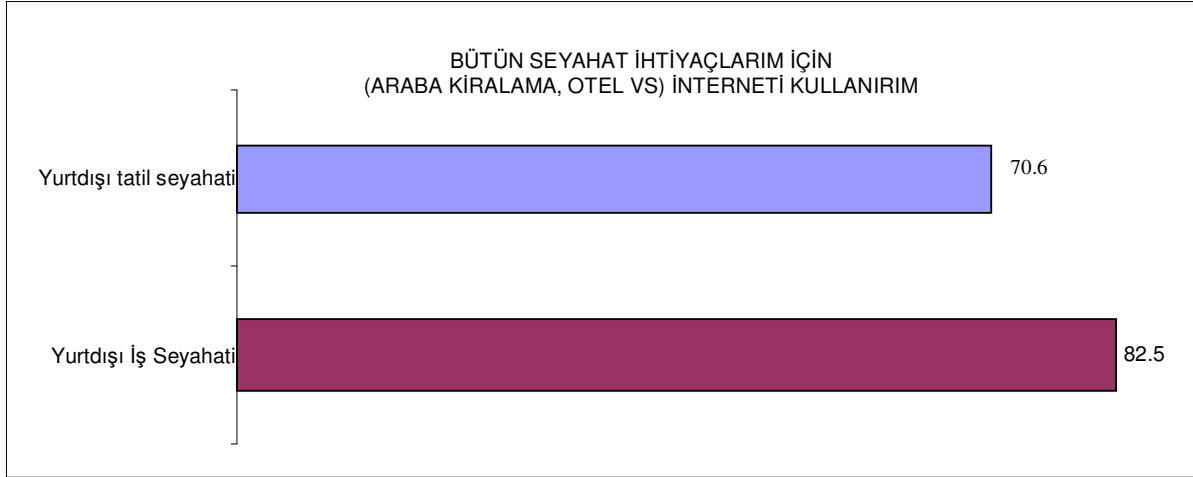 BÜTÜN SEYAHAT İHTİYAÇLARIM İÇİN
(ARABA KİRALAMA, OTEL VS) İNTERNETİ KULLANIRIM
Yurtdışı tatil seyahati
70.6
Yurtdışı İş Seyahati
82.5